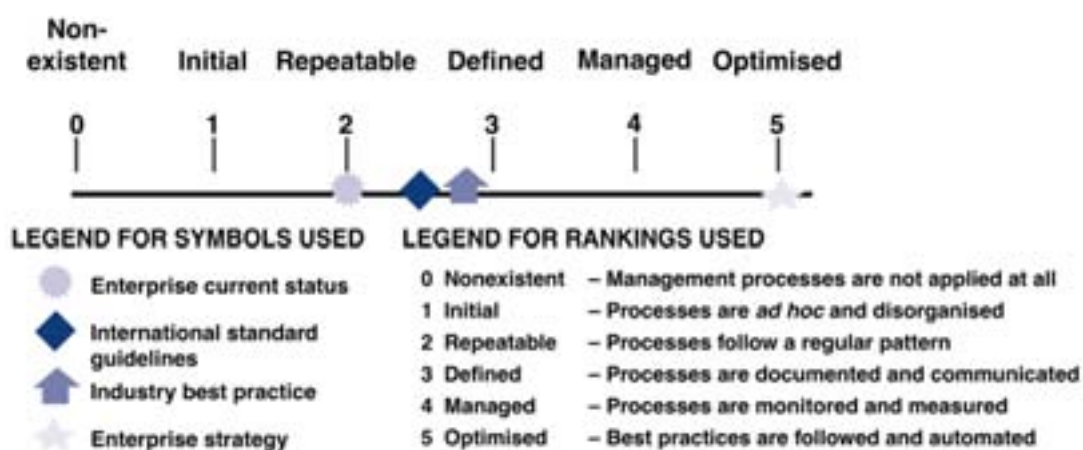 Non-
existent Initial Repeatable Defined Managed Optimised
0 1 2 3 4 5
LEGEND FOR SYMBOLS USED
Enterprise current status
International standard
guidelines
Industry best practice
Enterprise strategy
LEGEND FOR RANKINGS USED
0 Nonexistent – Management processes are not applied at all
1 Initial – Processes are ad hoc and disorganised
2 Repeatable – Processes follow a regular pattern
3 Defined – Processes are documented and communicated
4 Managed – Processes are monitored and measured
5 Optimised – Best practices are followed and automated